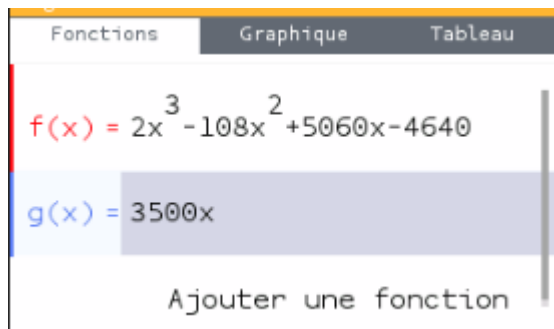 Fonctions Graphique Tableau
f(x) = 2x³-108x²+5060x-4640
g(x) = 3500x
Ajouter une fonction